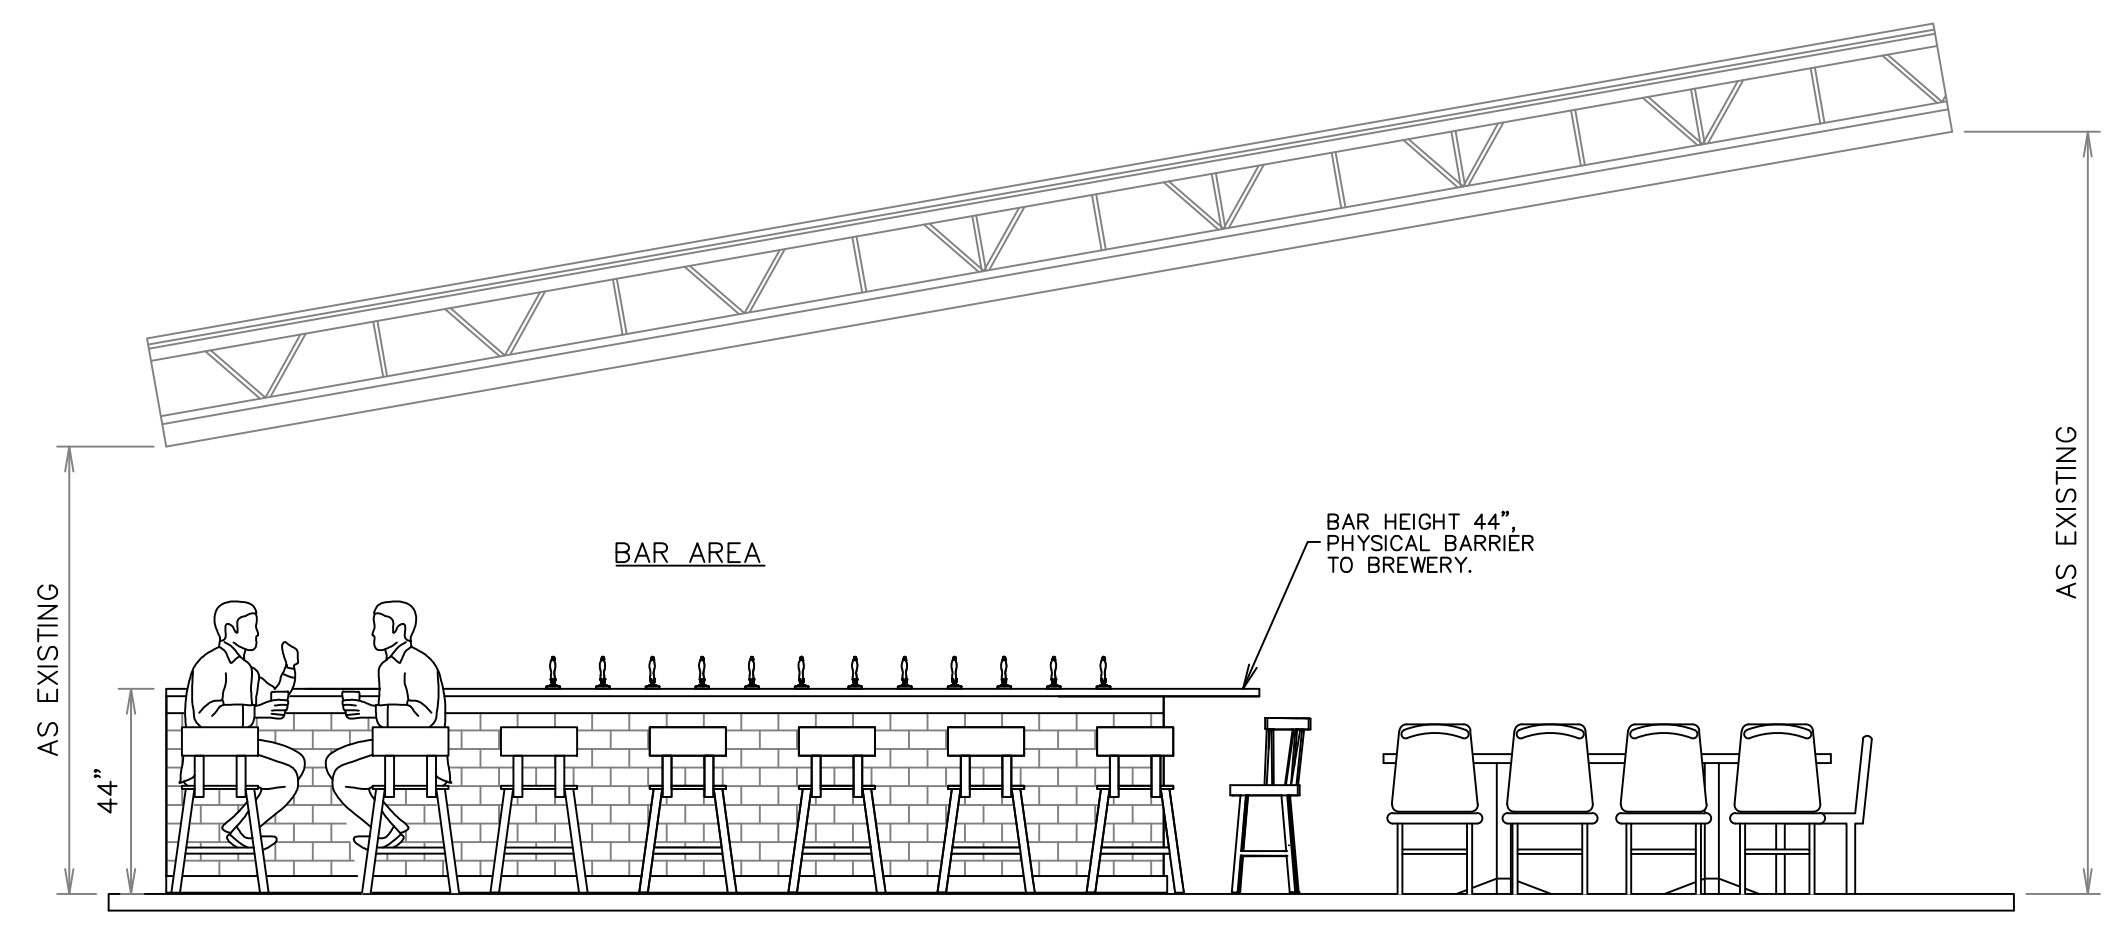 BAR AREA
BAR HEIGHT 44”,
PHYSICAL BARRIER
TO BREWERY.
AS EXISTING
44”
AS EXISTING